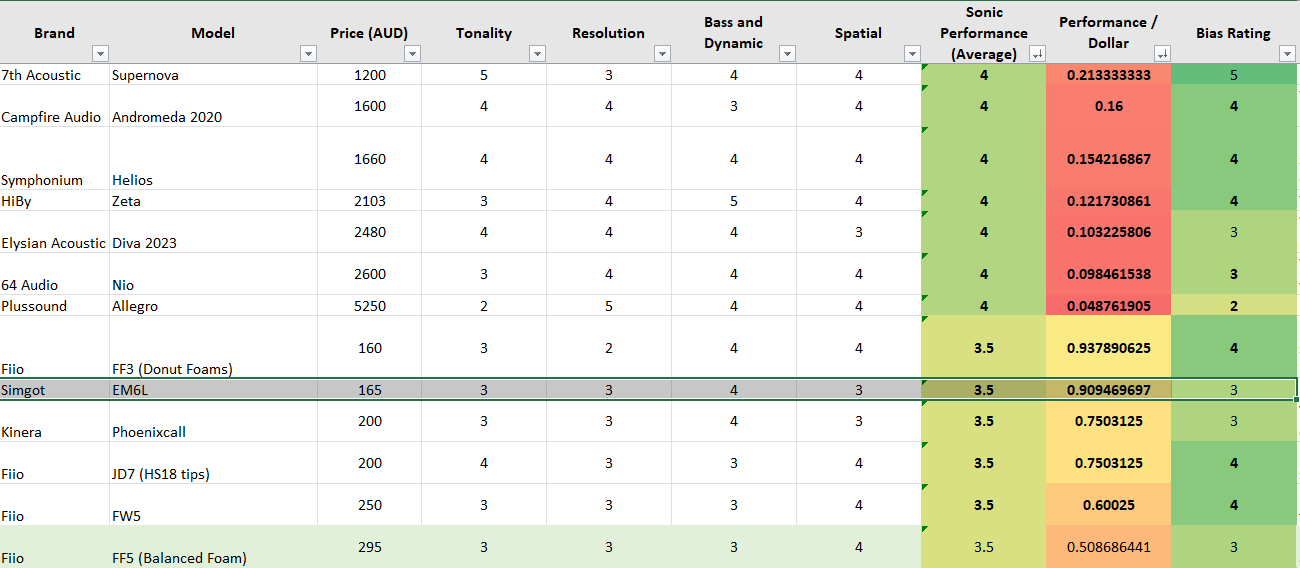 Brand Model Price (AUD) Tonality Resolution Bass and Dynamic Spatial Sonic Performance (Average) Performance / Dollar Bias Rating
7th Acoustic Supernova 1200 5 3 4 4 4 0.213333333 5
Campfire Audio Andromeda 2020 1600 4 4 3 4 4 0.16 4
Symphonium Helios 1660 4 4 4 4 4 0.154216867 4
HiBy Zeta 2103 3 4 5 4 4 0.121730861 4
Elysian Acoustic Diva 2023 2480 4 4 4 3 4 0.103225806 3
64 Audio Nio 2600 3 4 4 4 4 0.098461538 3
Plussound Allegro 5250 2 5 4 4 4 0.048761905 2
Fiio FF3 (Donut Foams) 160 3 2 4 4 3.5 0.937890625 4
Simgot EM6L 165 3 3 4 3 3.5 0.909469697 3
Kinera Phoenixcall 200 3 3 4 3 3.5 0.7503125 3
Fiio JD7 (HS18 tips) 200 4 3 3 4 3.5 0.7503125 4
Fiio FW5 250 3 3 3 4 3.5 0.60025 4
Fiio FF5 (Balanced Foam) 295 3 3 3 4 3.5 0.508686441 3